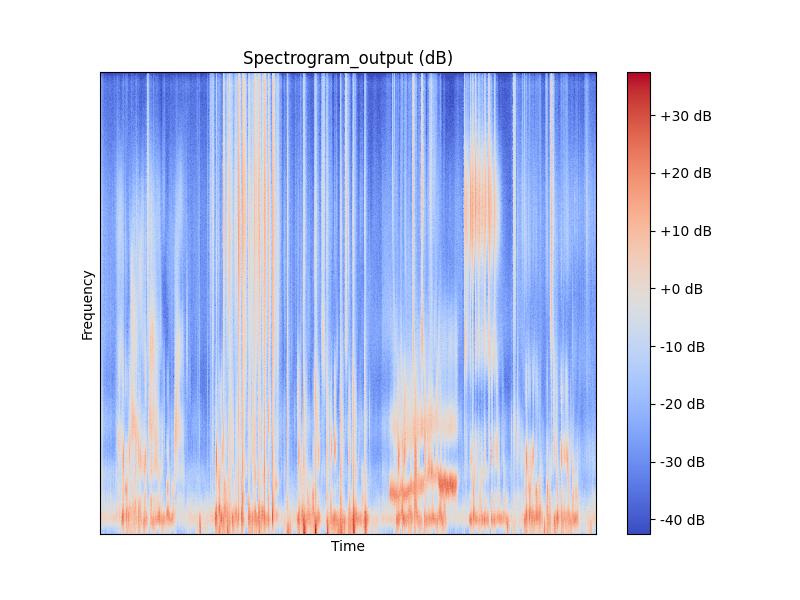 Spectrogram_output (dB)
Frequency
Time
+30 dB
+20 dB
+10 dB
+0 dB
-10 dB
-20 dB
-30 dB
-40 dB